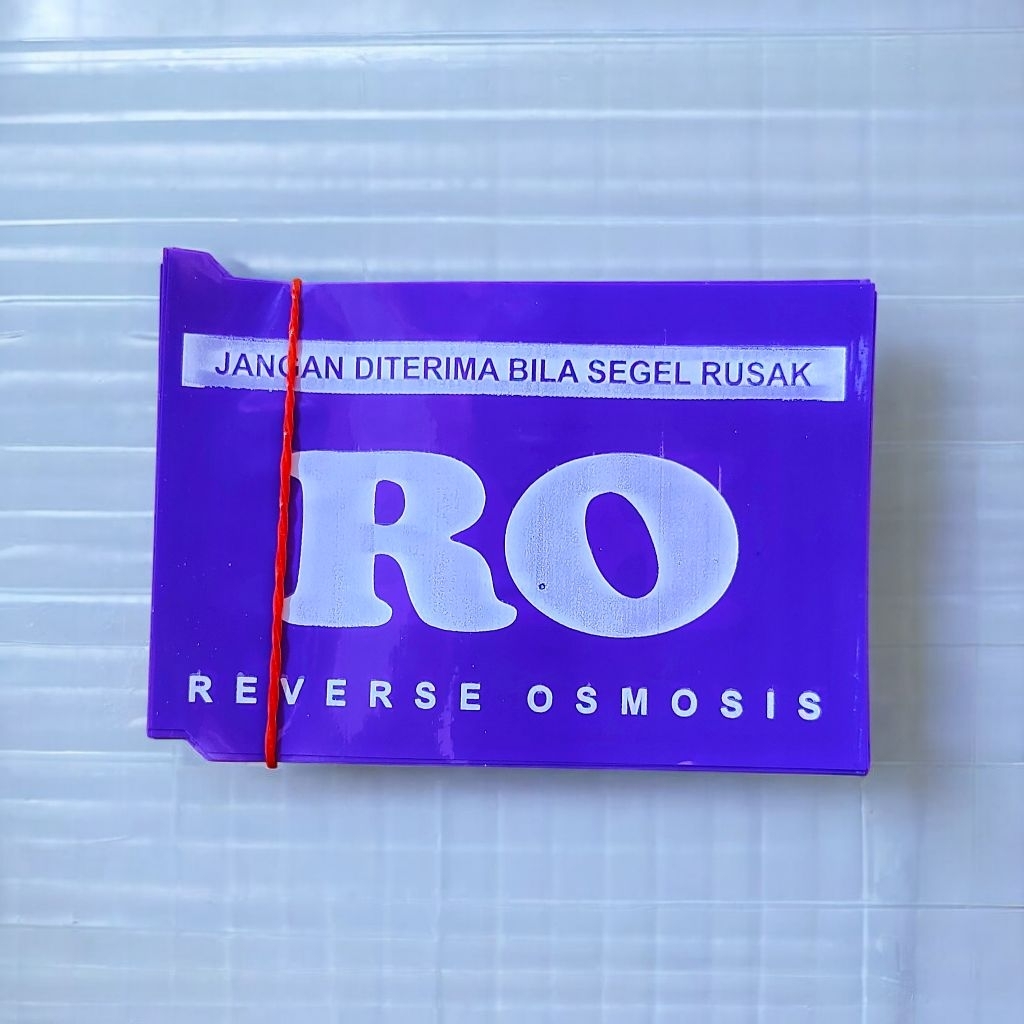 JANGAN DITERIMA BILA SEGEL RUSAK
RO
REVERSE OSMOSIS